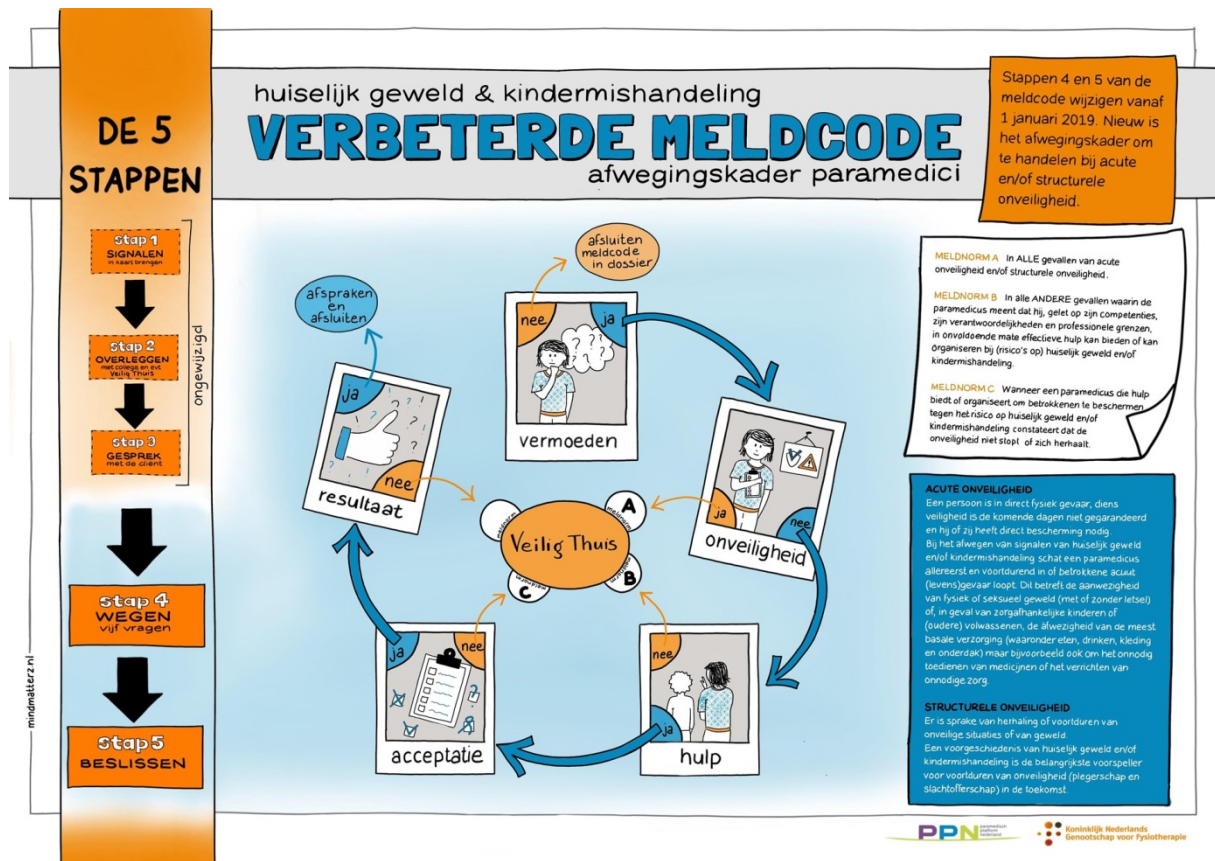 DE 5
STAPPEN
Stap 1
SIGNALEN
in kaart brengen
Stap 2
OVERLEGGEN
met collega en evt
Veilig Thuis
Stap 3
GESPREK
met de cliënt
ongewijzigd
Stap 4
WEGEN
vijf vragen
Stap 5
BESLISSEN
mindmatterz.nl
huiselijk geweld & kindermishandeling
VERBETERDE MELDCODE
afwegingskader paramedici
Stappen 4 en 5 van de
meldcode wijzigen vanaf
1 januari 2019. Nieuw is
het afwegingskader om
te handelen bij acute
en/of structurele
onveiligheid.
afsluiten
meldcode
in dossier
nee
ja
vermoeden
ja
nee
onveiligheid
nee
ja
hulp
ja
nee
acceptatie
ja
nee
resultaat
afspraken
en
afsluiten
Veilig Thuis
A
meldnorm
B
meldnorm
C
meldnorm
meldnorm
MELDNORM A In ALLE gevallen van acute
onveiligheid en/of structurele onveiligheid.
MELDNORM B In alle ANDERE gevallen waarin de
paramedicus meent dat hij, gelet op zijn competenties,
zijn verantwoordelijkheden en professionele grenzen,
in onvoldoende mate effectieve hulp kan bieden of kan
organiseren bij (risico's op) huiselijk geweld en/of
kindermishandeling.
MELDNORM C Wanneer een paramedicus die hulp
biedt of organiseert om betrokkenen te beschermen
tegen het risico op huiselijk geweld en/of
kindermishandeling constateert dat de
onveiligheid niet stopt of zich herhaalt.
ACUTE ONVEILIGHEID
Een persoon is in direct fysiek gevaar, diens
veiligheid is de komende dagen niet gegarandeerd
en hij of zij heeft direct bescherming nodig.
Bij het afwegen van signalen van huiselijk geweld
en/of kindermishandeling schat een paramedicus
allereerst en voortdurend in of betrokkene acuut
(levens)gevaar loopt. Dit betreft de aanwezigheid
van fysiek of seksueel geweld (met of zonder letsel)
of, in geval van zorgafhankelijke kinderen of
(oudere) volwassenen, de afwezigheid van de meest
basale verzorging (waaronder eten, drinken, kleding
en onderdak) maar bijvoorbeeld ook om het onnodig
toedienen van medicijnen of het verrichten van
onnodige zorg.
STRUCTURELE ONVEILIGHEID
Er is sprake van herhaling of voortduren van
onveilige situaties of van geweld.
Een voorgeschiedenis van huiselijk geweld en/of
kindermishandeling is de belangrijkste voorspeller
voor voortduren van onveiligheid (plegerschap en
slachtofferschap) in de toekomst.
PPN paramedisch
platform
nederland
Koninklijk Nederlands
Genootschap voor Fysiotherapie